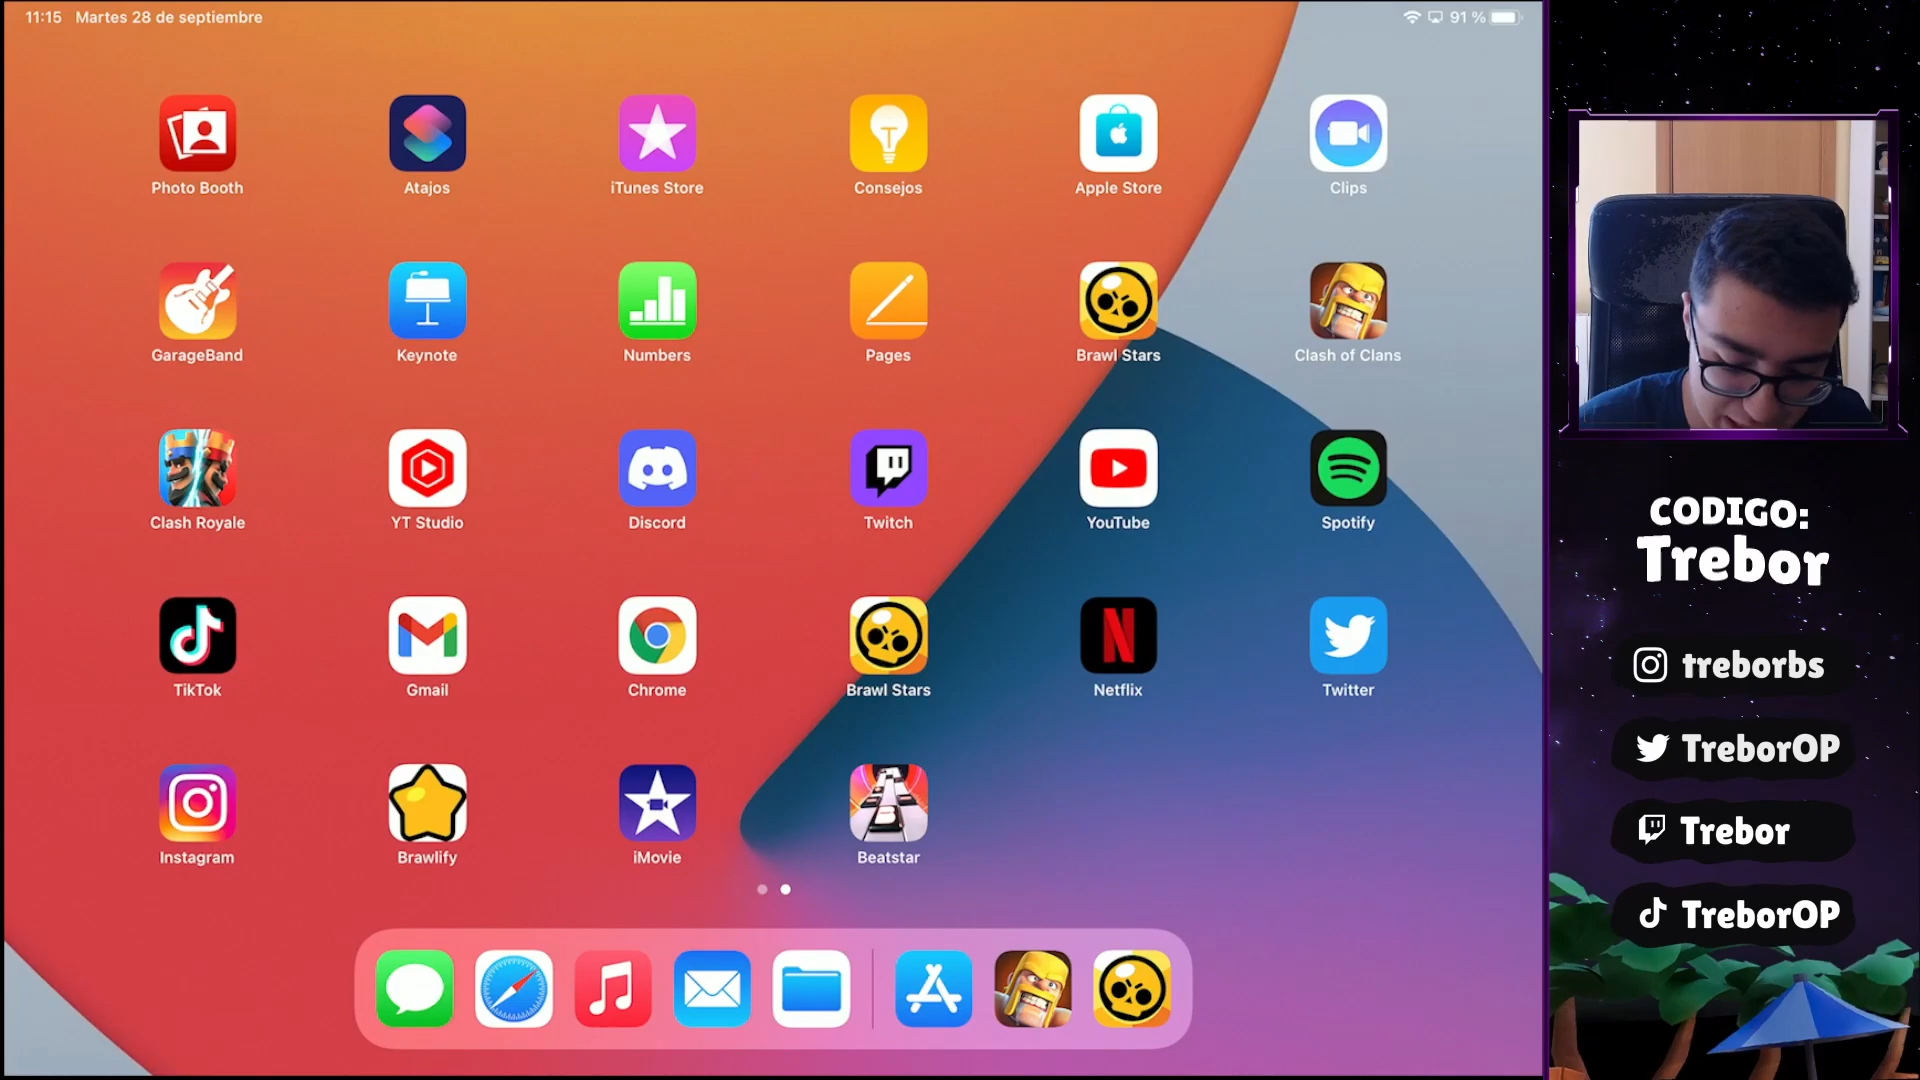 11:15 Martes 28 de septiembre
91 %
Photo Booth
Atajos
iTunes Store
Consejos
Apple Store
Clips
GarageBand
Keynote
Numbers
Pages
Brawl Stars
Clash of Clans
Clash Royale
YT Studio
Discord
Twitch
YouTube
Spotify
TikTok
Gmail
Chrome
Brawl Stars
Netflix
Twitter
Instagram
Brawlify
iMovie
Beatstar
CODIGO:
Trebor
treborbs
TreborOP
Trebor
TreborOP